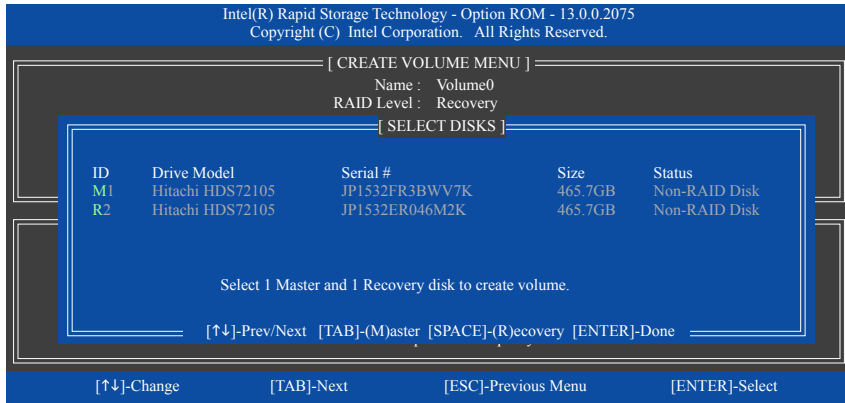 Intel(R) Rapid Storage Technology - Option ROM - 13.0.0.2075
Copyright (C) Intel Corporation. All Rights Reserved.
[ CREATE VOLUME MENU ]
Name : Volume0
RAID Level : Recovery
[ SELECT DISKS ]
ID Drive Model Serial # Size Status
M1 Hitachi HDS72105 JP1532FR3BWV7K 465.7GB Non-RAID Disk
R2 Hitachi HDS72105 JP1532ER046M2K 465.7GB Non-RAID Disk
Select 1 Master and 1 Recovery disk to create volume.
[↑↓]-Prev/Next [TAB]-(M)aster [SPACE]-(R)ecovery [ENTER]-Done
[↑↓]-Change [TAB]-Next [ESC]-Previous Menu [ENTER]-Select